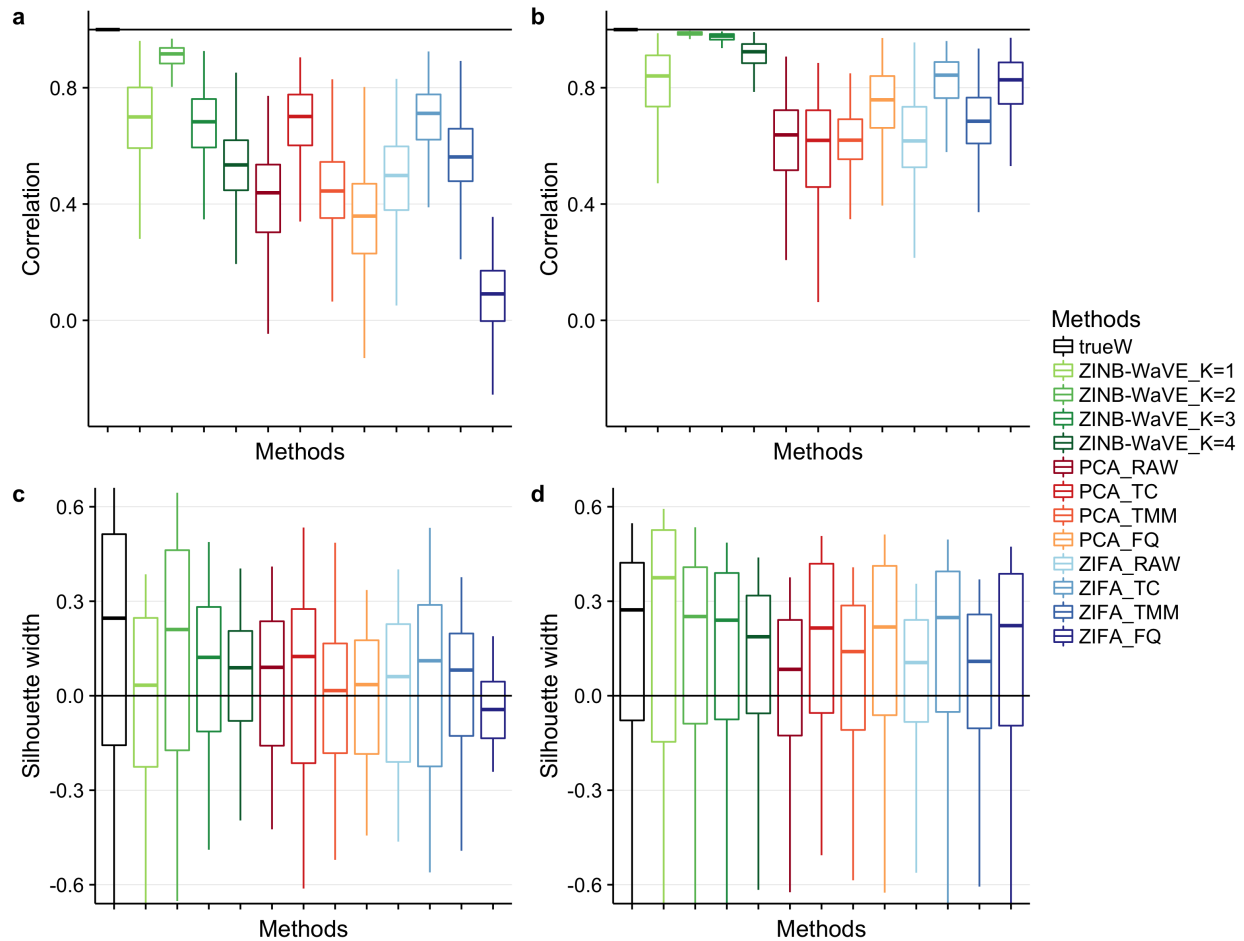 a
0.8
0.4
0.0
Correlation
Methods
b
0.8
0.4
0.0
Correlation
Methods
c
0.6
0.3
0.0
-0.3
-0.6
Silhouette width
Methods
d
0.6
0.3
0.0
-0.3
-0.6
Silhouette width
Methods
Methods
trueW
ZINB-WaVE_K=1
ZINB-WaVE_K=2
ZINB-WaVE_K=3
ZINB-WaVE_K=4
PCA_RAW
PCA_TC
PCA_TMM
PCA_FQ
ZIFA_RAW
ZIFA_TC
ZIFA_TMM
ZIFA_FQ